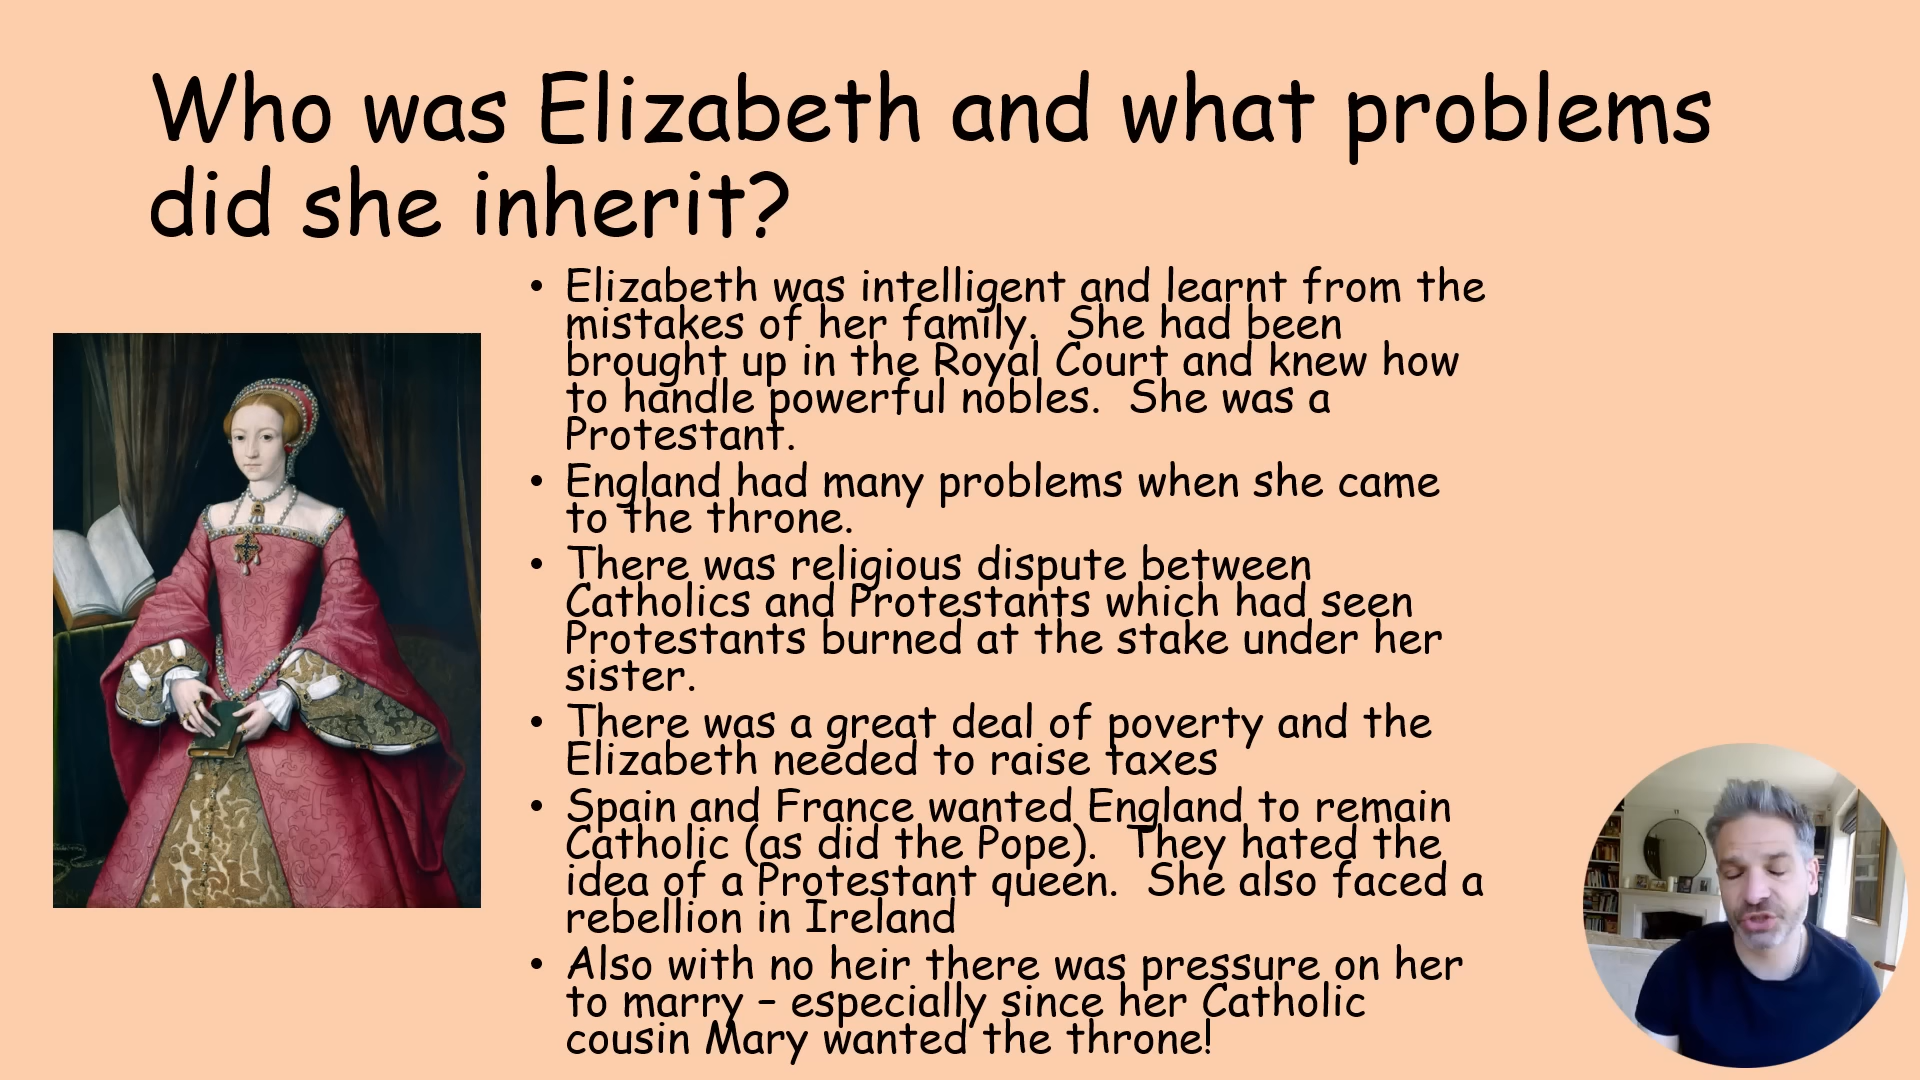 Who was Elizabeth and what problems
did she inherit?
• Elizabeth was intelligent and learnt from the
mistakes of her family.  She had been
brought up in the Royal Court and knew how
to handle powerful nobles.  She was a
Protestant.
• England had many problems when she came
to the throne.
• There was religious dispute between
Catholics and Protestants which had seen
Protestants burned at the stake under her
sister.
• There was a great deal of poverty and the
Elizabeth needed to raise taxes
• Spain and France wanted England to remain
Catholic (as did the Pope).  They hated the
idea of a Protestant queen.  She also faced a
rebellion in Ireland
• Also with no heir there was pressure on her
to marry – especially since her Catholic
cousin Mary wanted the throne!